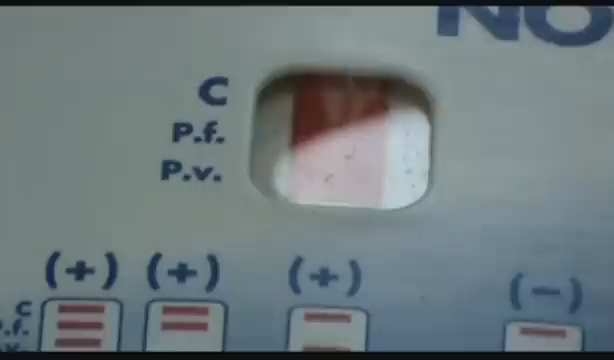 NO
C
P.f.
P.v.
(+) (+) (+) (-)
C
P.f.